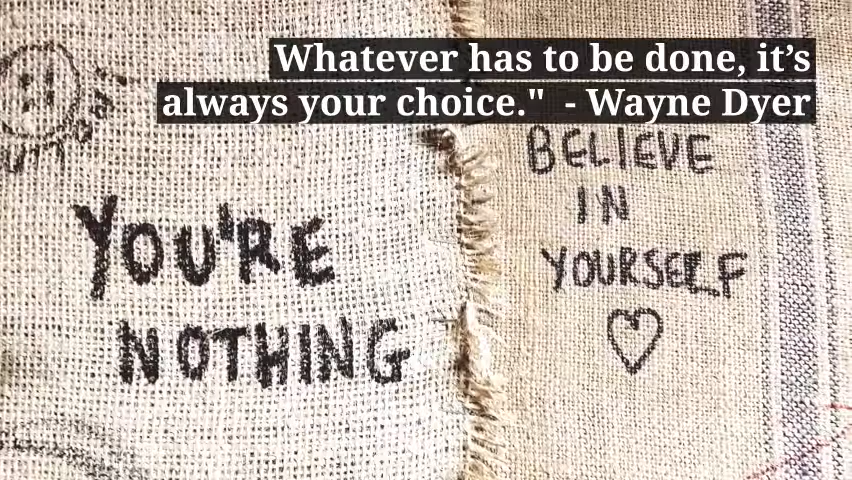 Whatever has to be done, it’s
always your choice." - Wayne Dyer
YOU'RE
NOTHING
BELIEVE
IN
YOURSELF